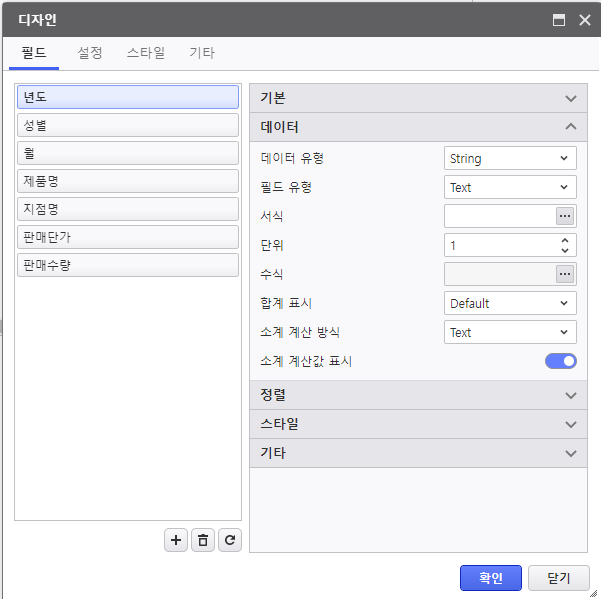 디자인
필드 설정 스타일 기타
년도
성별
월
제품명
지점명
판매단가
판매수량
기본
데이터
데이터 유형 String
필드 유형 Text
서식 ...
단위 1
수식 ...
합계 표시 Default
소계 계산 방식 Text
소계 계산값 표시
정렬
스타일
기타
확인 닫기